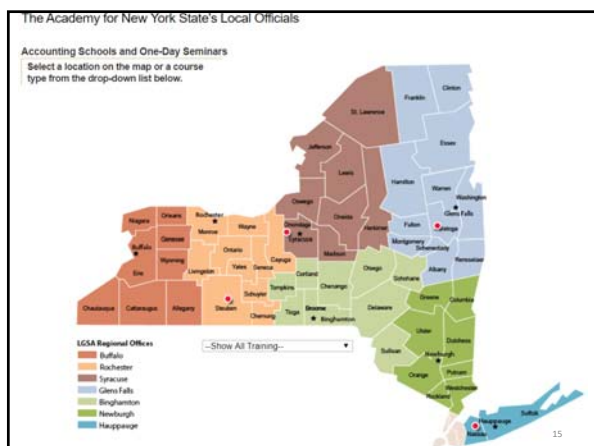 The Academy for New York State's Local Officials
Accounting Schools and One-Day Seminars
Select a location on the map or a course
type from the drop-down list below.
Clinton
Franklin
St. Lawrence
Essex
Jefferson
Lewis
Hamilton
Warren
Washington
Oswego
Glens Falls
Oneida
Herkimer
Fulton
Saratoga
Niagara
Orleans
Rochester
Monroe
Wayne
Onondaga
Syracuse
Madison
Montgomery
Schenectady
Genesee
Ontario
Cayuga
Buffalo
Erie
Wyoming
Livingston
Yates
Seneca
Cortland
Otsego
Schoharie
Albany
Rensselaer
Tompkins
Chenango
Schuyler
Chautauqua
Cattaraugus
Allegany
Steuben
Chemung
Tioga
Broome
Binghamton
Delaware
Greene
Columbia
Ulster
Dutchess
Sullivan
Newburgh
Orange
Putnam
Westchester
Rockland
LGSA Regional Offices
Buffalo
Rochester
Syracuse
Glens Falls
Binghamton
Newburgh
Hauppauge
--Show All Training--
Hauppauge
Suffolk
Nassau
15